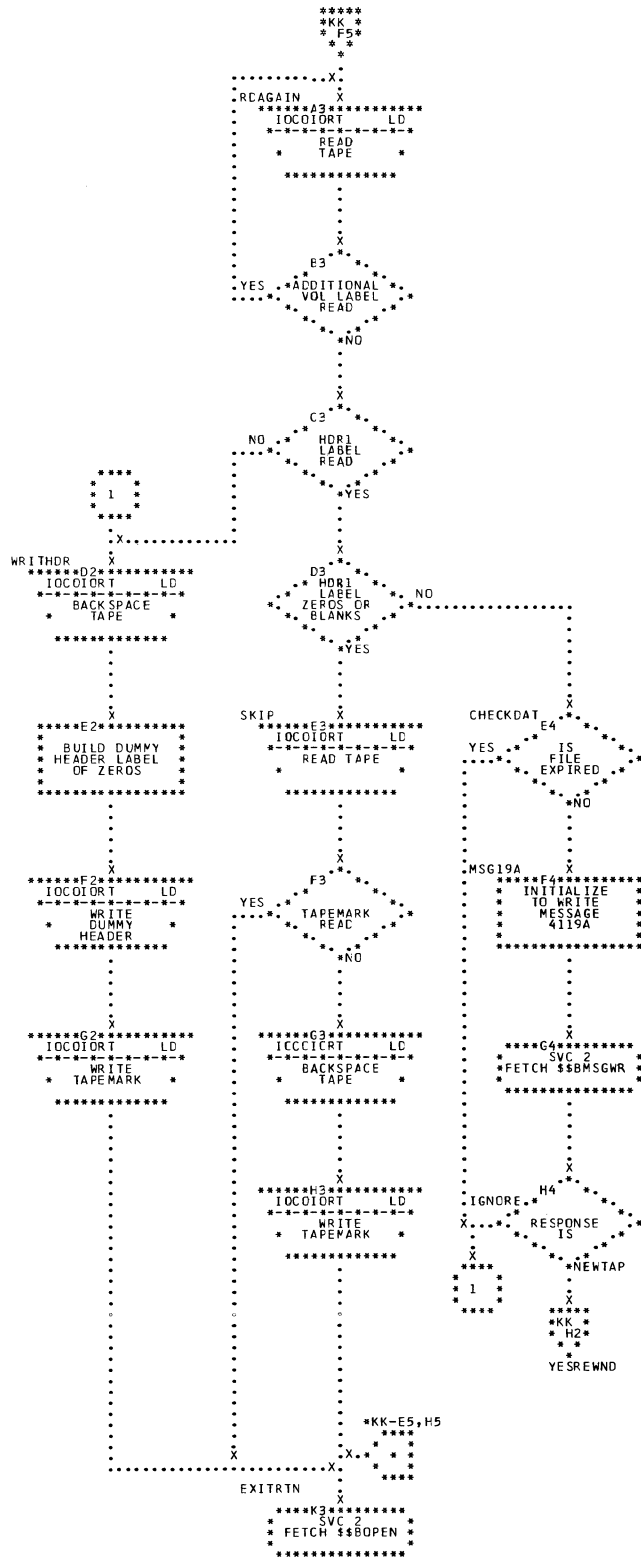 KK
F5
RDAGAIN
A3
IOCOIORT LD
READ
TAPE
B3
YES
ADDITIONAL
VOL LABEL
READ
NO
C3
NO
HDR1
LABEL
READ
YES
1
WRITHDR
D2
IOCOIORT LD
BACKSPACE
TAPE
D3
HDR1
LABEL
ZEROS OR
BLANKS
NO
YES
E2
BUILD DUMMY
HEADER LABEL
OF ZEROS
SKIP
E3
IOCOIORT LD
READ TAPE
CHECKDAT
E4
YES
IS
FILE
EXPIRED
NO
F2
IOCOIORT LD
WRITE
DUMMY
HEADER
F3
YES
TAPEMARK
READ
NO
MSG19A
F4
INITIALIZE
TO WRITE
MESSAGE
4119A
G2
IOCOIORT LD
WRITE
TAPEMARK
G3
ICCCICRT LD
BACKSPACE
TAPE
G4
SVC 2
FETCH $$BMSGWR
H3
IOCOIORT LD
WRITE
TAPEMARK
H4
IGNORE
RESPONSE
IS
NEWTAP
1
KK
H2
YESREWND
*KK-E5,H5
EXITRTN
K3
SVC 2
FETCH $$BOPEN